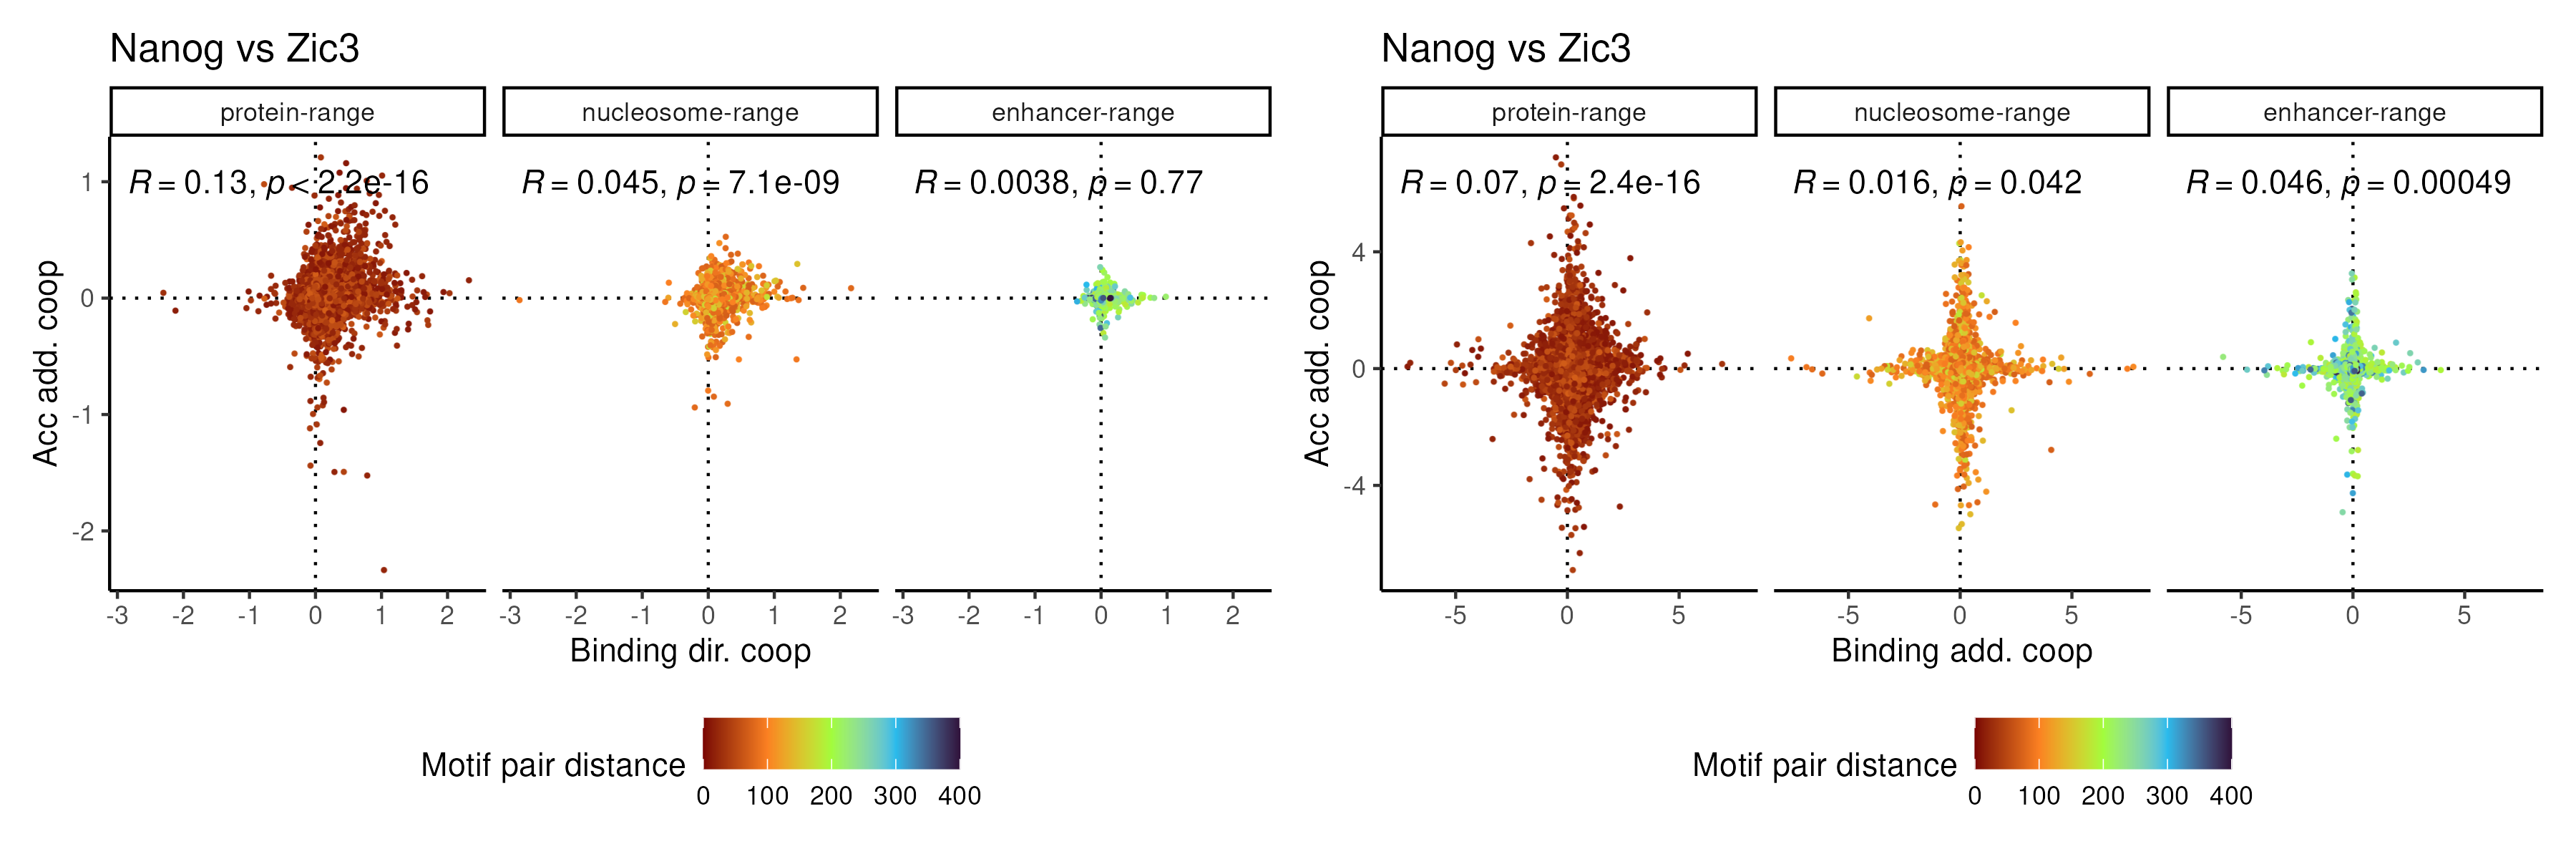 Nanog vs Zic3
protein-range nucleosome-range enhancer-range
R = 0.13, p < 2.2e-16 R = 0.045, p = 7.1e-09 R = 0.0038, p = 0.77
1
0
-1
-2
Acc add. coop
-3 -2 -1 0 1 2 -3 -2 -1 0 1 2 -3 -2 -1 0 1 2
Binding dir. coop
Motif pair distance
0 100 200 300 400
Nanog vs Zic3
protein-range nucleosome-range enhancer-range
R = 0.07, p = 2.4e-16 R = 0.016, p = 0.042 R = 0.046, p = 0.00049
4
0
-4
Acc add. coop
-5 0 5 -5 0 5 -5 0 5
Binding add. coop
Motif pair distance
0 100 200 300 400